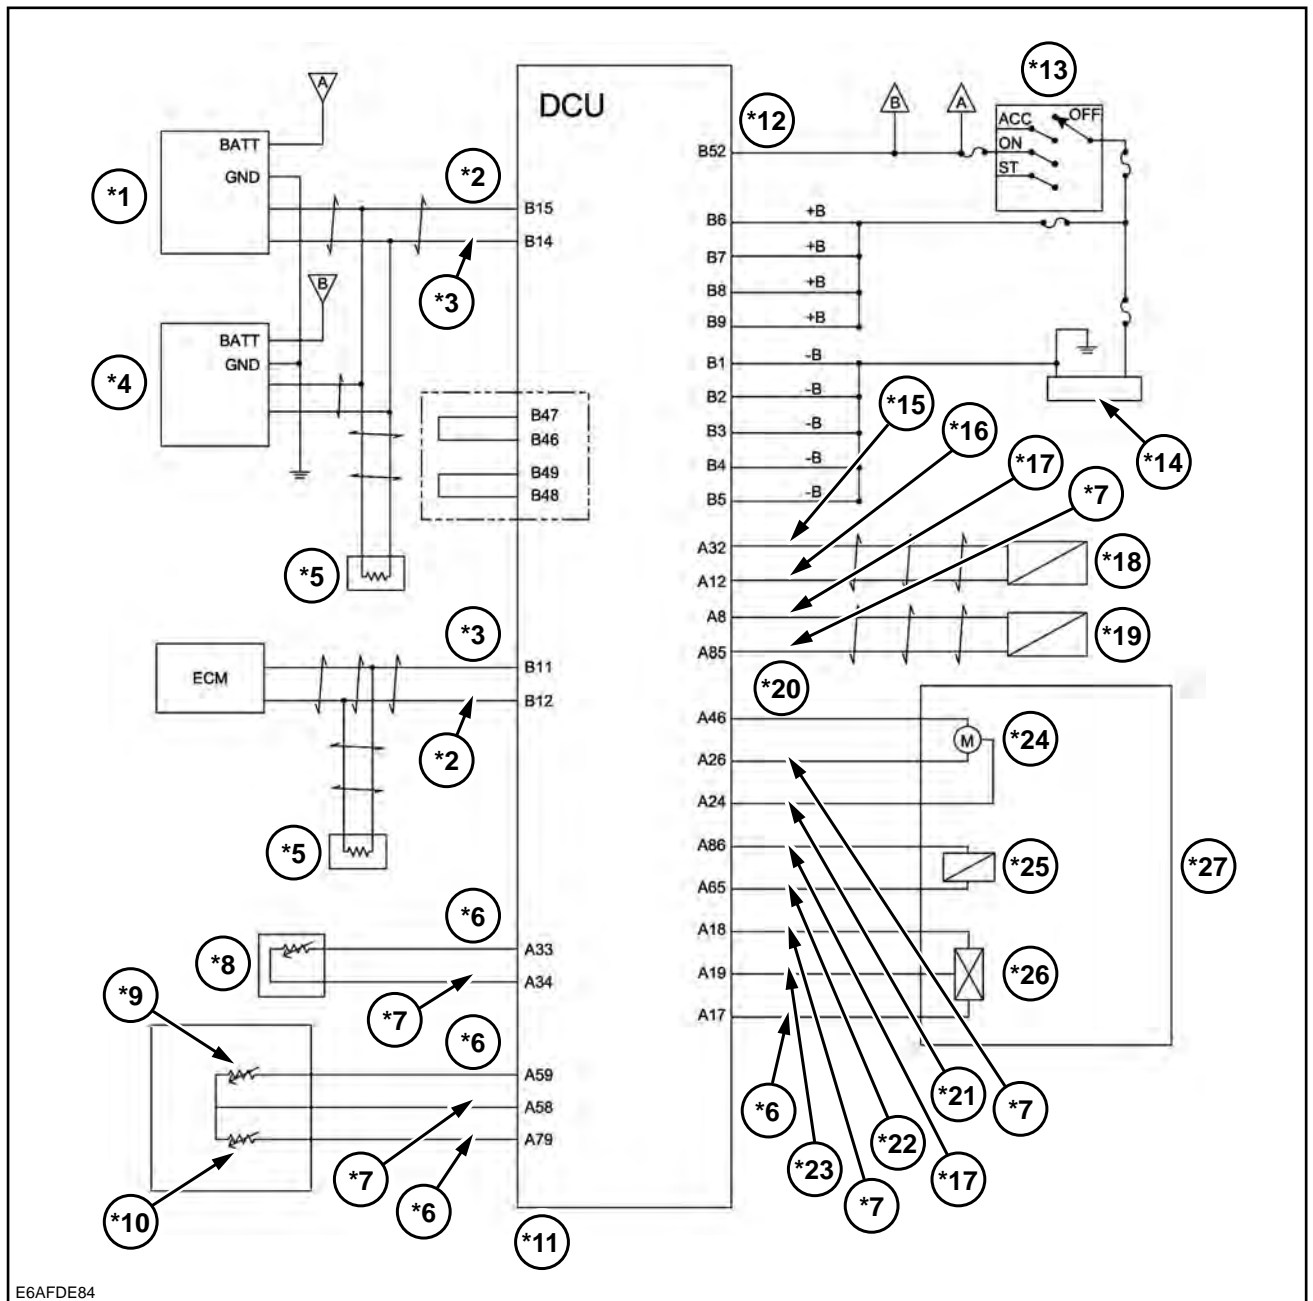 DCU
*13
*12
A
ACC
OFF
ON
ST
B
A
BATT
GND
*1
*2
B15
B14
*3
B52
B
BATT
GND
*4
B6
+B
B7
+B
B8
+B
B9
+B
B1
-B
B2
-B
B3
-B
B4
-B
B5
-B
*14
B47
B46
B49
B48
*5
*15
*16
*17
*7
A32
A12
*18
A8
A85
*19
*20
ECM
*3
B11
B12
*2
*5
A46
M
*24
A26
A24
A86
*25
A65
*27
A18
A19
*26
A17
*6
*8
A33
A34
*7
*9
*6
A59
A58
A79
*7
*6
*10
*11
*6
*23
*7
*22
*17
*21
*7
E6AFDE84